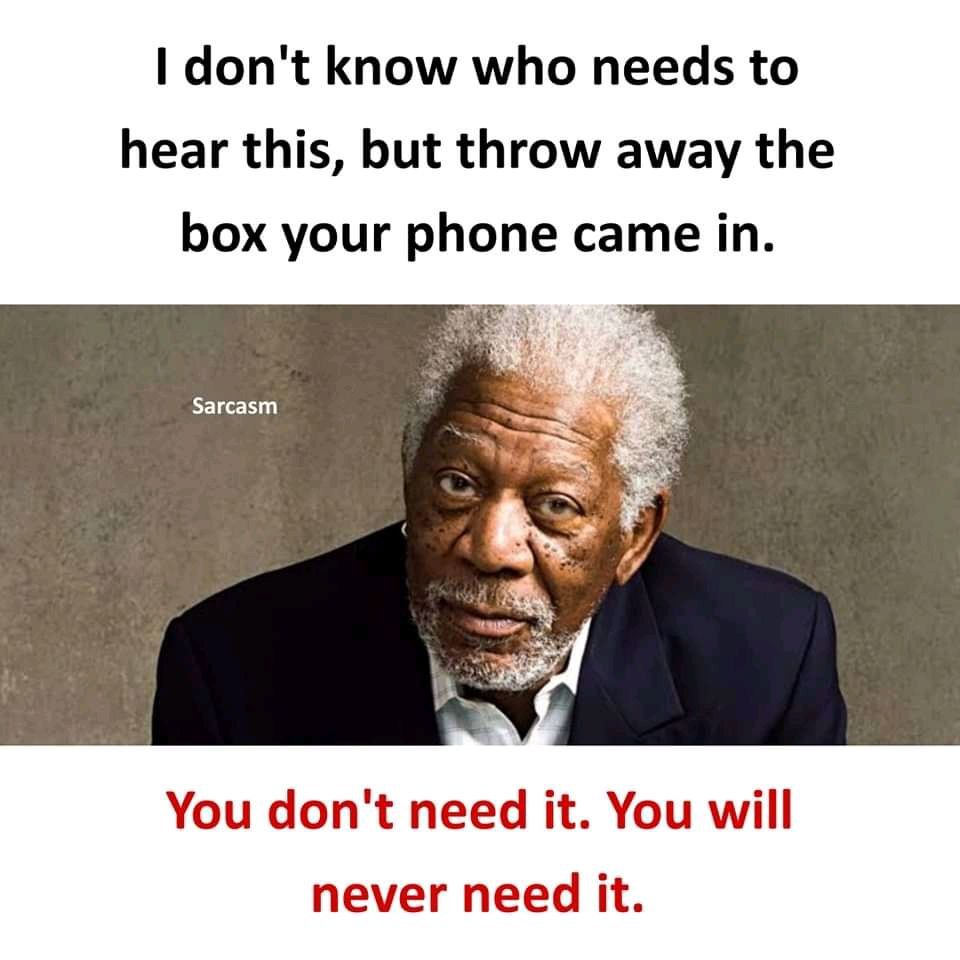 I don't know who needs to
hear this, but throw away the
box your phone came in.
Sarcasm
You don't need it. You will
never need it.